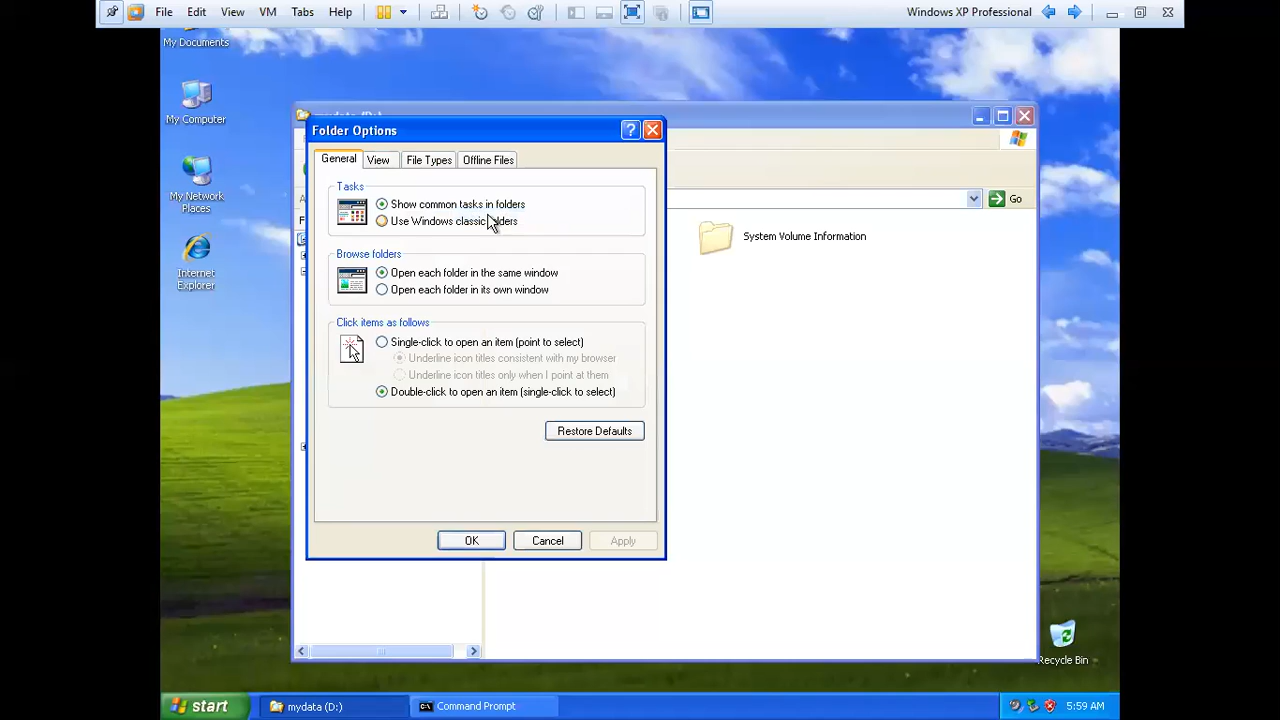 File Edit View VM Tabs Help Windows XP Professional
My Documents
My Computer
My Network
Places
Internet
Explorer
mydata (D:)
Folder Options
General View File Types Offline Files
Tasks
Show common tasks in folders
Use Windows classic folders
Browse folders
Open each folder in the same window
Open each folder in its own window
Click items as follows
Single-click to open an item (point to select)
Underline icon titles consistent with my browser
Underline icon titles only when I point at them
Double-click to open an item (single-click to select)
Restore Defaults
OK Cancel Apply
Go
System Volume Information
Recycle Bin
start mydata (D:) Command Prompt 5:59 AM